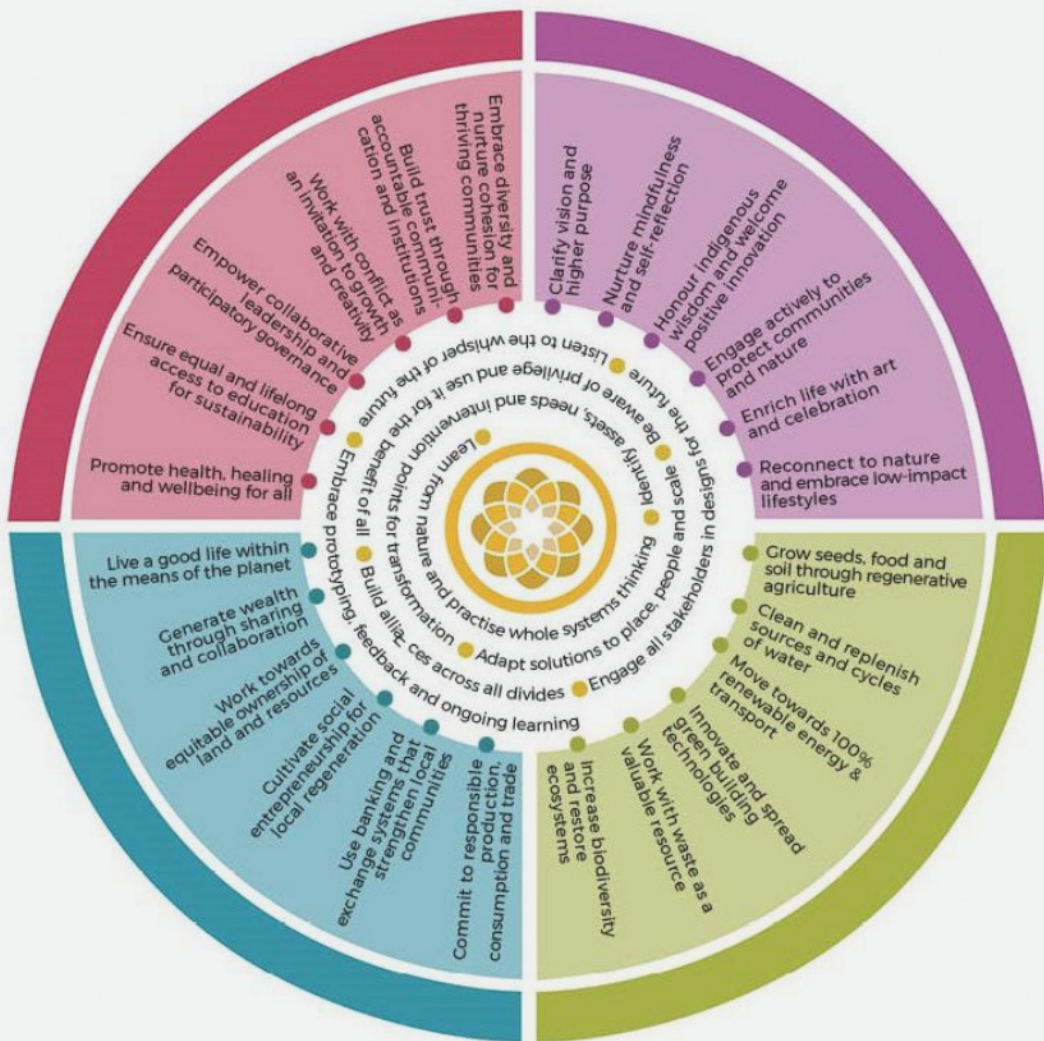 Embrace diversity and
nurture cohesion for
thriving communities
Build trust through
accountable communi-
cation and institutions
Work with conflict as
an invitation to growth
and creativity
Empower collaborative
leadership and
participatory governance
Ensure equal and lifelong
access to education
for sustainability
Promote health, healing
and wellbeing for all
Clarify vision and
higher purpose
Nurture mindfulness
and self-reflection
Honour indigenous
wisdom and welcome
positive innovation
Engage actively to
protect communities
and nature
Enrich life with art
and celebration
Reconnect to nature
and embrace low-impact
lifestyles
Learn from nature and practise whole systems thinking
Identify assets, needs, and intervention points for transformation
Adapt solutions to place, people and scale
Be aware of privilege and use it for the benefit of all
Build allia, ces across all divides
Engage all stakeholders in designs for the future
Listen to the whisper of the future
Embrace prototyping, feedback and ongoing learning
Live a good life within
the means of the planet
Generate wealth
through sharing
and collaboration
Work towards
equitable ownership of
land and resources
Cultivate social
entrepreneurship for
local regeneration
Use banking and
exchange systems that
strengthen local
communities
Commit to responsible
production,
consumption and trade
Grow seeds, food and
soil through regenerative
agriculture
Clean and replenish
sources and cycles
of water
Move towards 100%
renewable energy &
transport
Innovate and spread
green building
technologies
Work with waste as a
valuable resource
Increase biodiversity
and restore
ecosystems